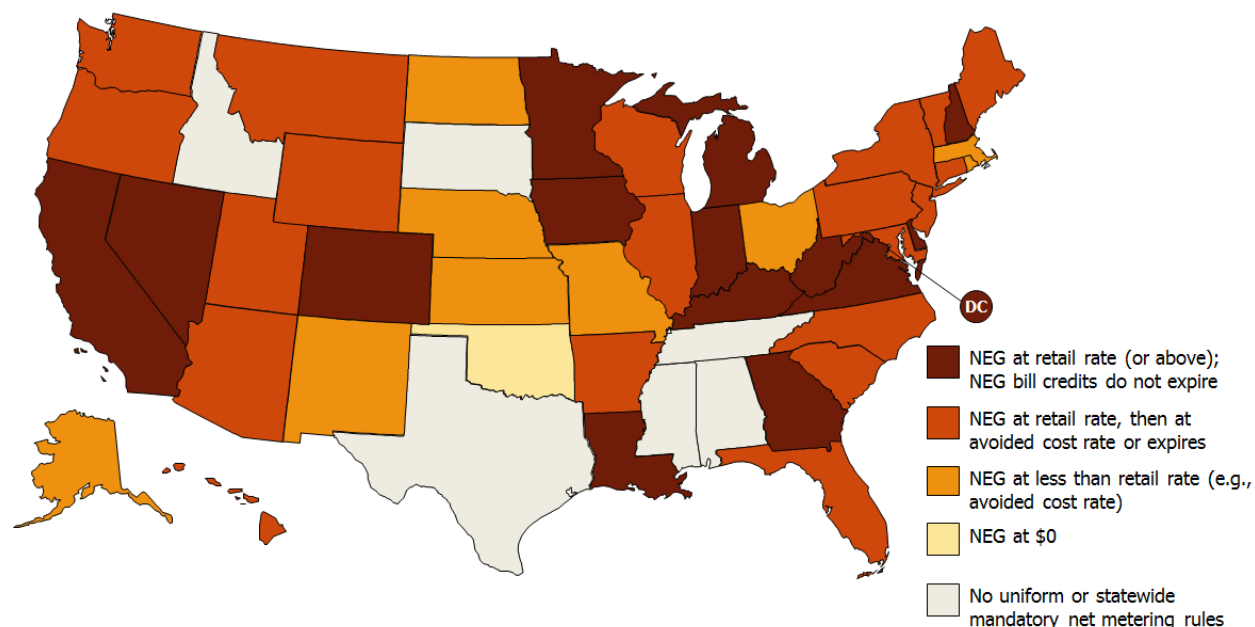 DC
NEG at retail rate (or above);
NEG bill credits do not expire
NEG at retail rate, then at
avoided cost rate or expires
NEG at less than retail rate (e.g.,
avoided cost rate)
NEG at $0
No uniform or statewide
mandatory net metering rules